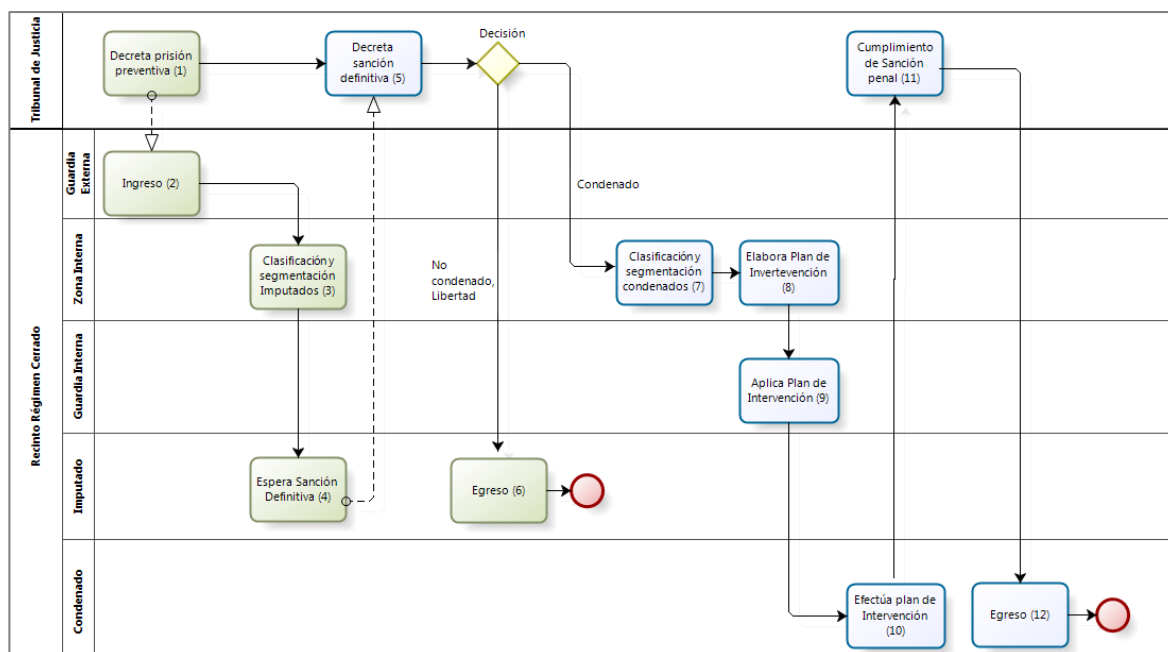 Tribunal de Justicia
Decreta prisión
preventiva (1)
Decreta
sanción
definitiva (5)
Decisión
Cumplimiento
de Sanción
penal (11)
Recinto Régimen Cerrado
Guardia
Externa
Ingreso (2)
Condenado
Zona Interna
Clasificación y
segmentación
Imputados (3)
No
condenado,
Libertad
Clasificación y
segmentación
condenados (7)
Elabora Plan de
Invertevención
(8)
Guardia Interna
Aplica Plan de
Intervención (9)
Imputado
Espera Sanción
Definitiva (4)
Egreso (6)
Condenado
Efectúa plan de
Intervención
(10)
Egreso (12)